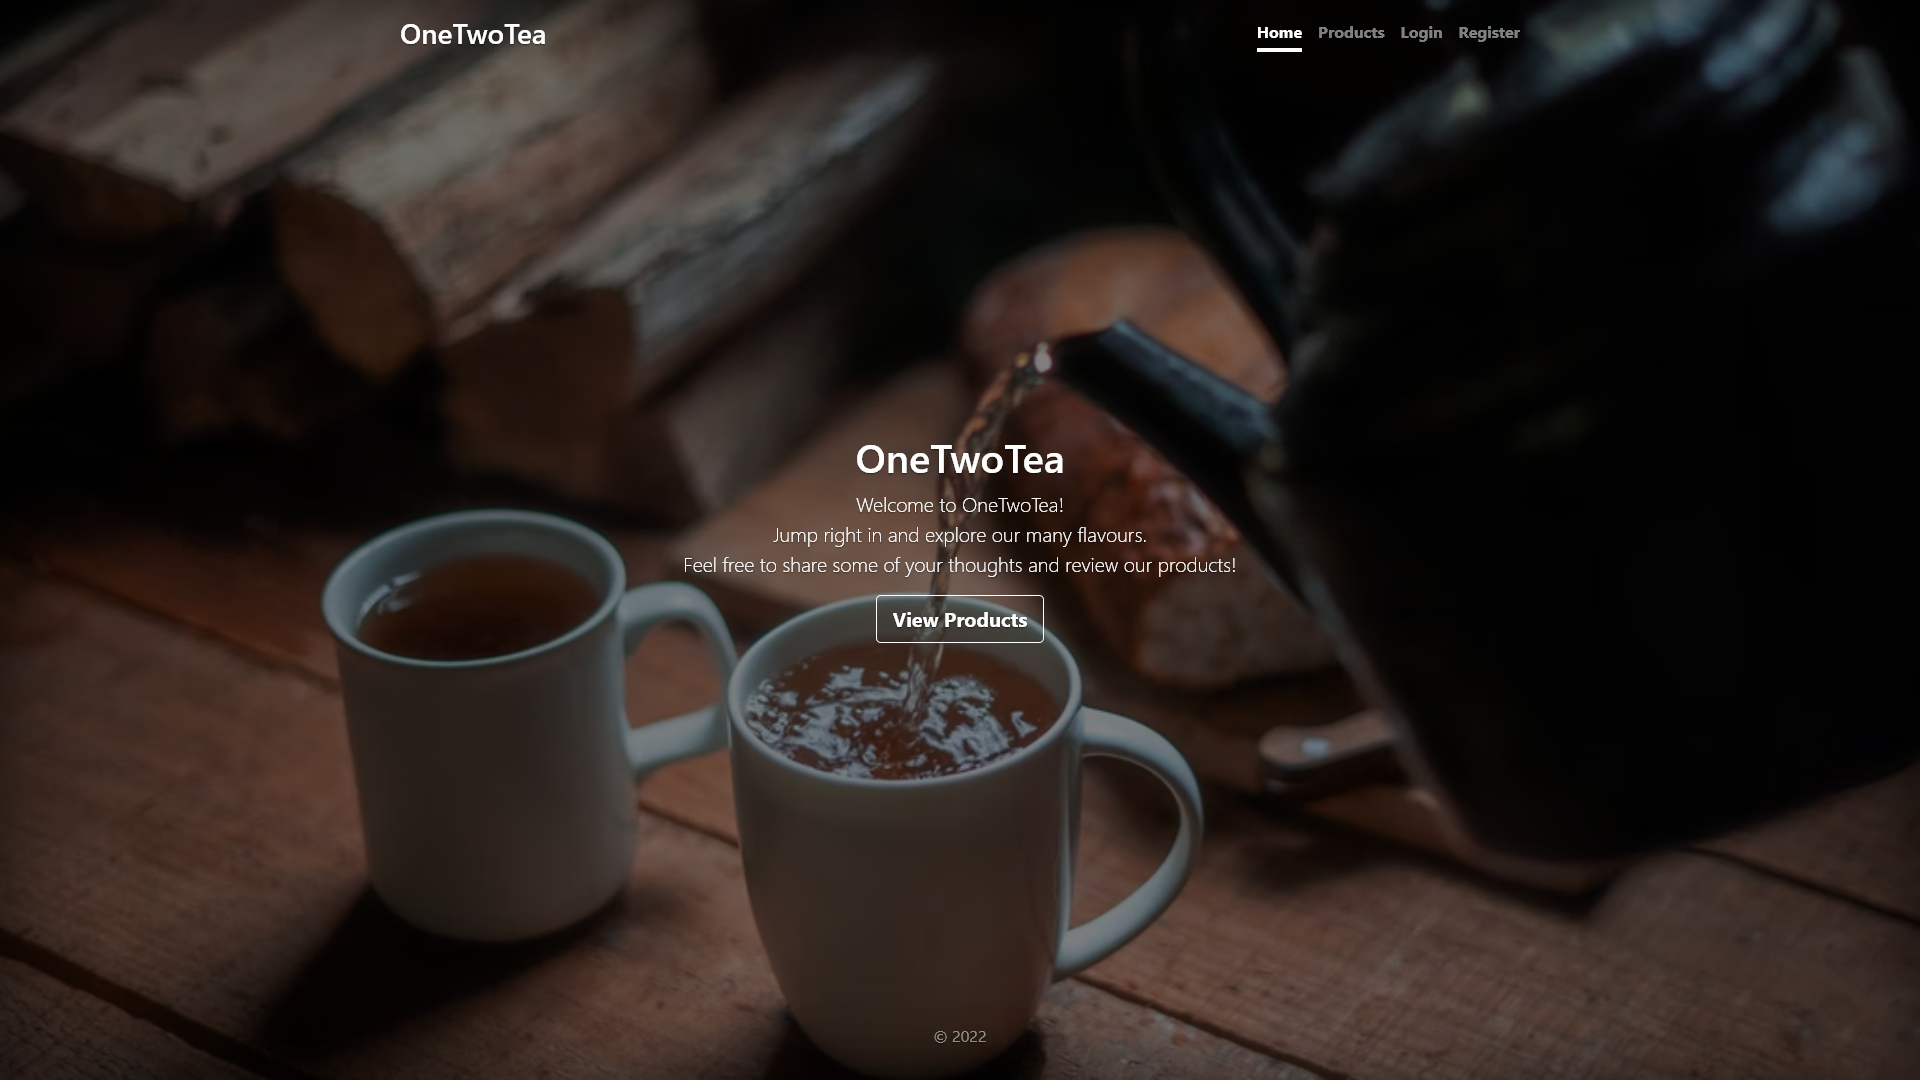 OneTwoTea
Home Products Login Register
OneTwoTea
Welcome to OneTwoTea!
Jump right in and explore our many flavours.
Feel free to share some of your thoughts and review our products!
View Products
© 2022